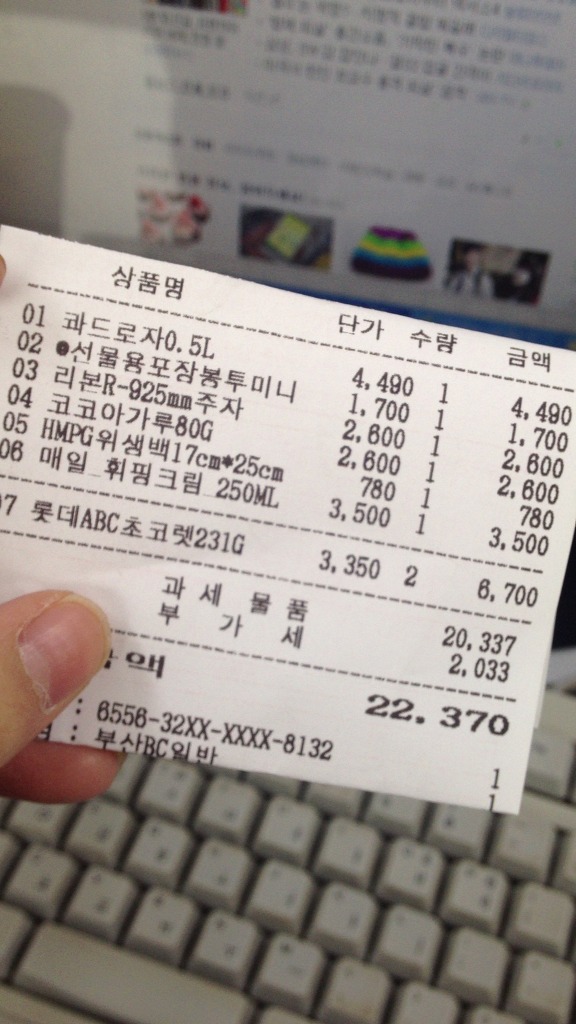 상품명 단가 수량 금액
01 콰드로자0.5L 4,490 1 4,490
02 ●선물용포장봉투미니 1,700 1 1,700
03 리본R-925mm주자 2,600 1 2,600
04 코코아가루80G 2,600 1 2,600
05 HMPG위생백17cm*25cm 780 1 780
06 매일_휘핑크림_250ML 3,500 1 3,500
07 롯데ABC초코렛231G 3,350 2 6,700
과 세 물 품 20,337
부 가 세 2,033
액 22.370
: 6556-32XX-XXXX-8132 1
: 부산BC일반 1